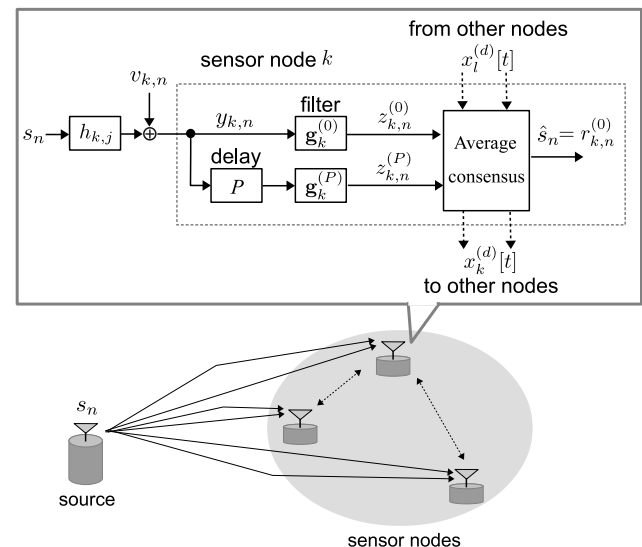 from other nodes
sensor node k
x_l^{(d)}[t]
v_{k,n}
filter
s_n
h_{k,j}
y_{k,n}
g_k^{(0)}
z_{k,n}^{(0)}
Average
consensus
ŝ_n = r_{k,n}^{(0)}
delay
P
g_k^{(P)}
z_{k,n}^{(P)}
x_k^{(d)}[t]
to other nodes
s_n
source
sensor nodes